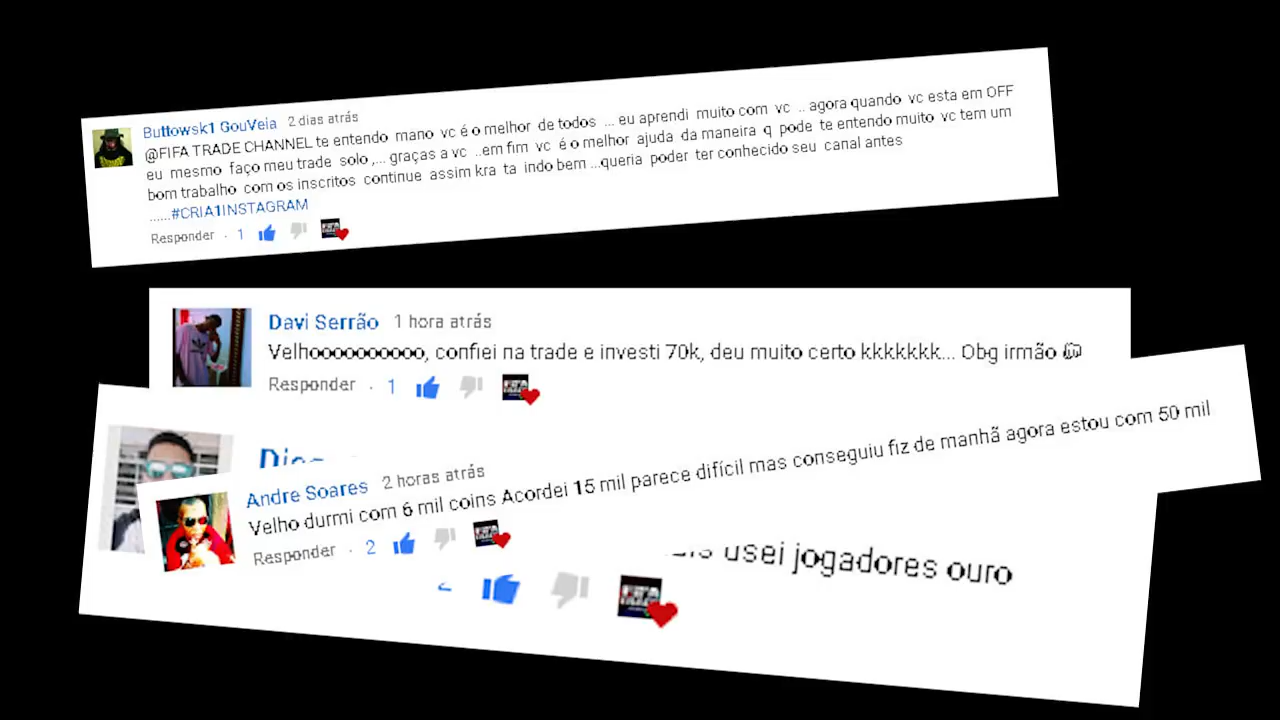 Buttowsk1 GouVeia 2 dias atrás
@FIFA TRADE CHANNEL te entendo mano vc é o melhor de todos ... eu aprendi muito com vc .. agora quando vc esta em OFF
eu mesmo faço meu trade solo ,... graças a vc ..em fim vc é o melhor ajuda da maneira q pode te entendo muito vc tem um
bom trabalho com os inscritos continue assim kra ta indo bem ...queria poder ter conhecido seu canal antes
......#CRIA1INSTAGRAM
Responder · 1
Davi Serrão 1 hora atrás
Velhooooooooooo, confiei na trade e investi 70k, deu muito certo kkkkkkk... Obg irmão
Responder · 1
Andre Soares 2 horas atrás
Velho durmi com 6 mil coins Acordei 15 mil parece difícil mas conseguiu fiz de manhã agora estou com 50 mil
Responder · 2
usei jogadores ouro